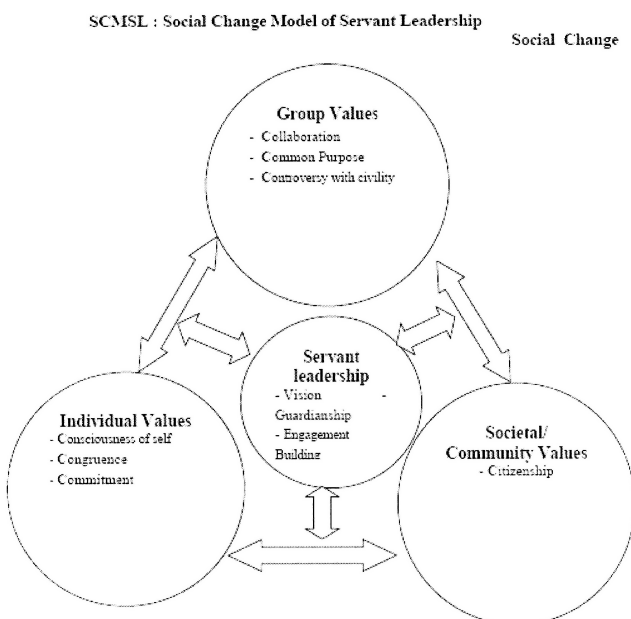 SCMSL : Social Change Model of Servant Leadership
Social Change
Group Values
- Collaboration
- Common Purpose
- Controversy with civility
Servant
leadership
- Vision -
Guardianship
- Engagement
Building
Individual Values
- Consciousness of self
- Congruence
- Commitment
Societal/
Community Values
- Citizenship